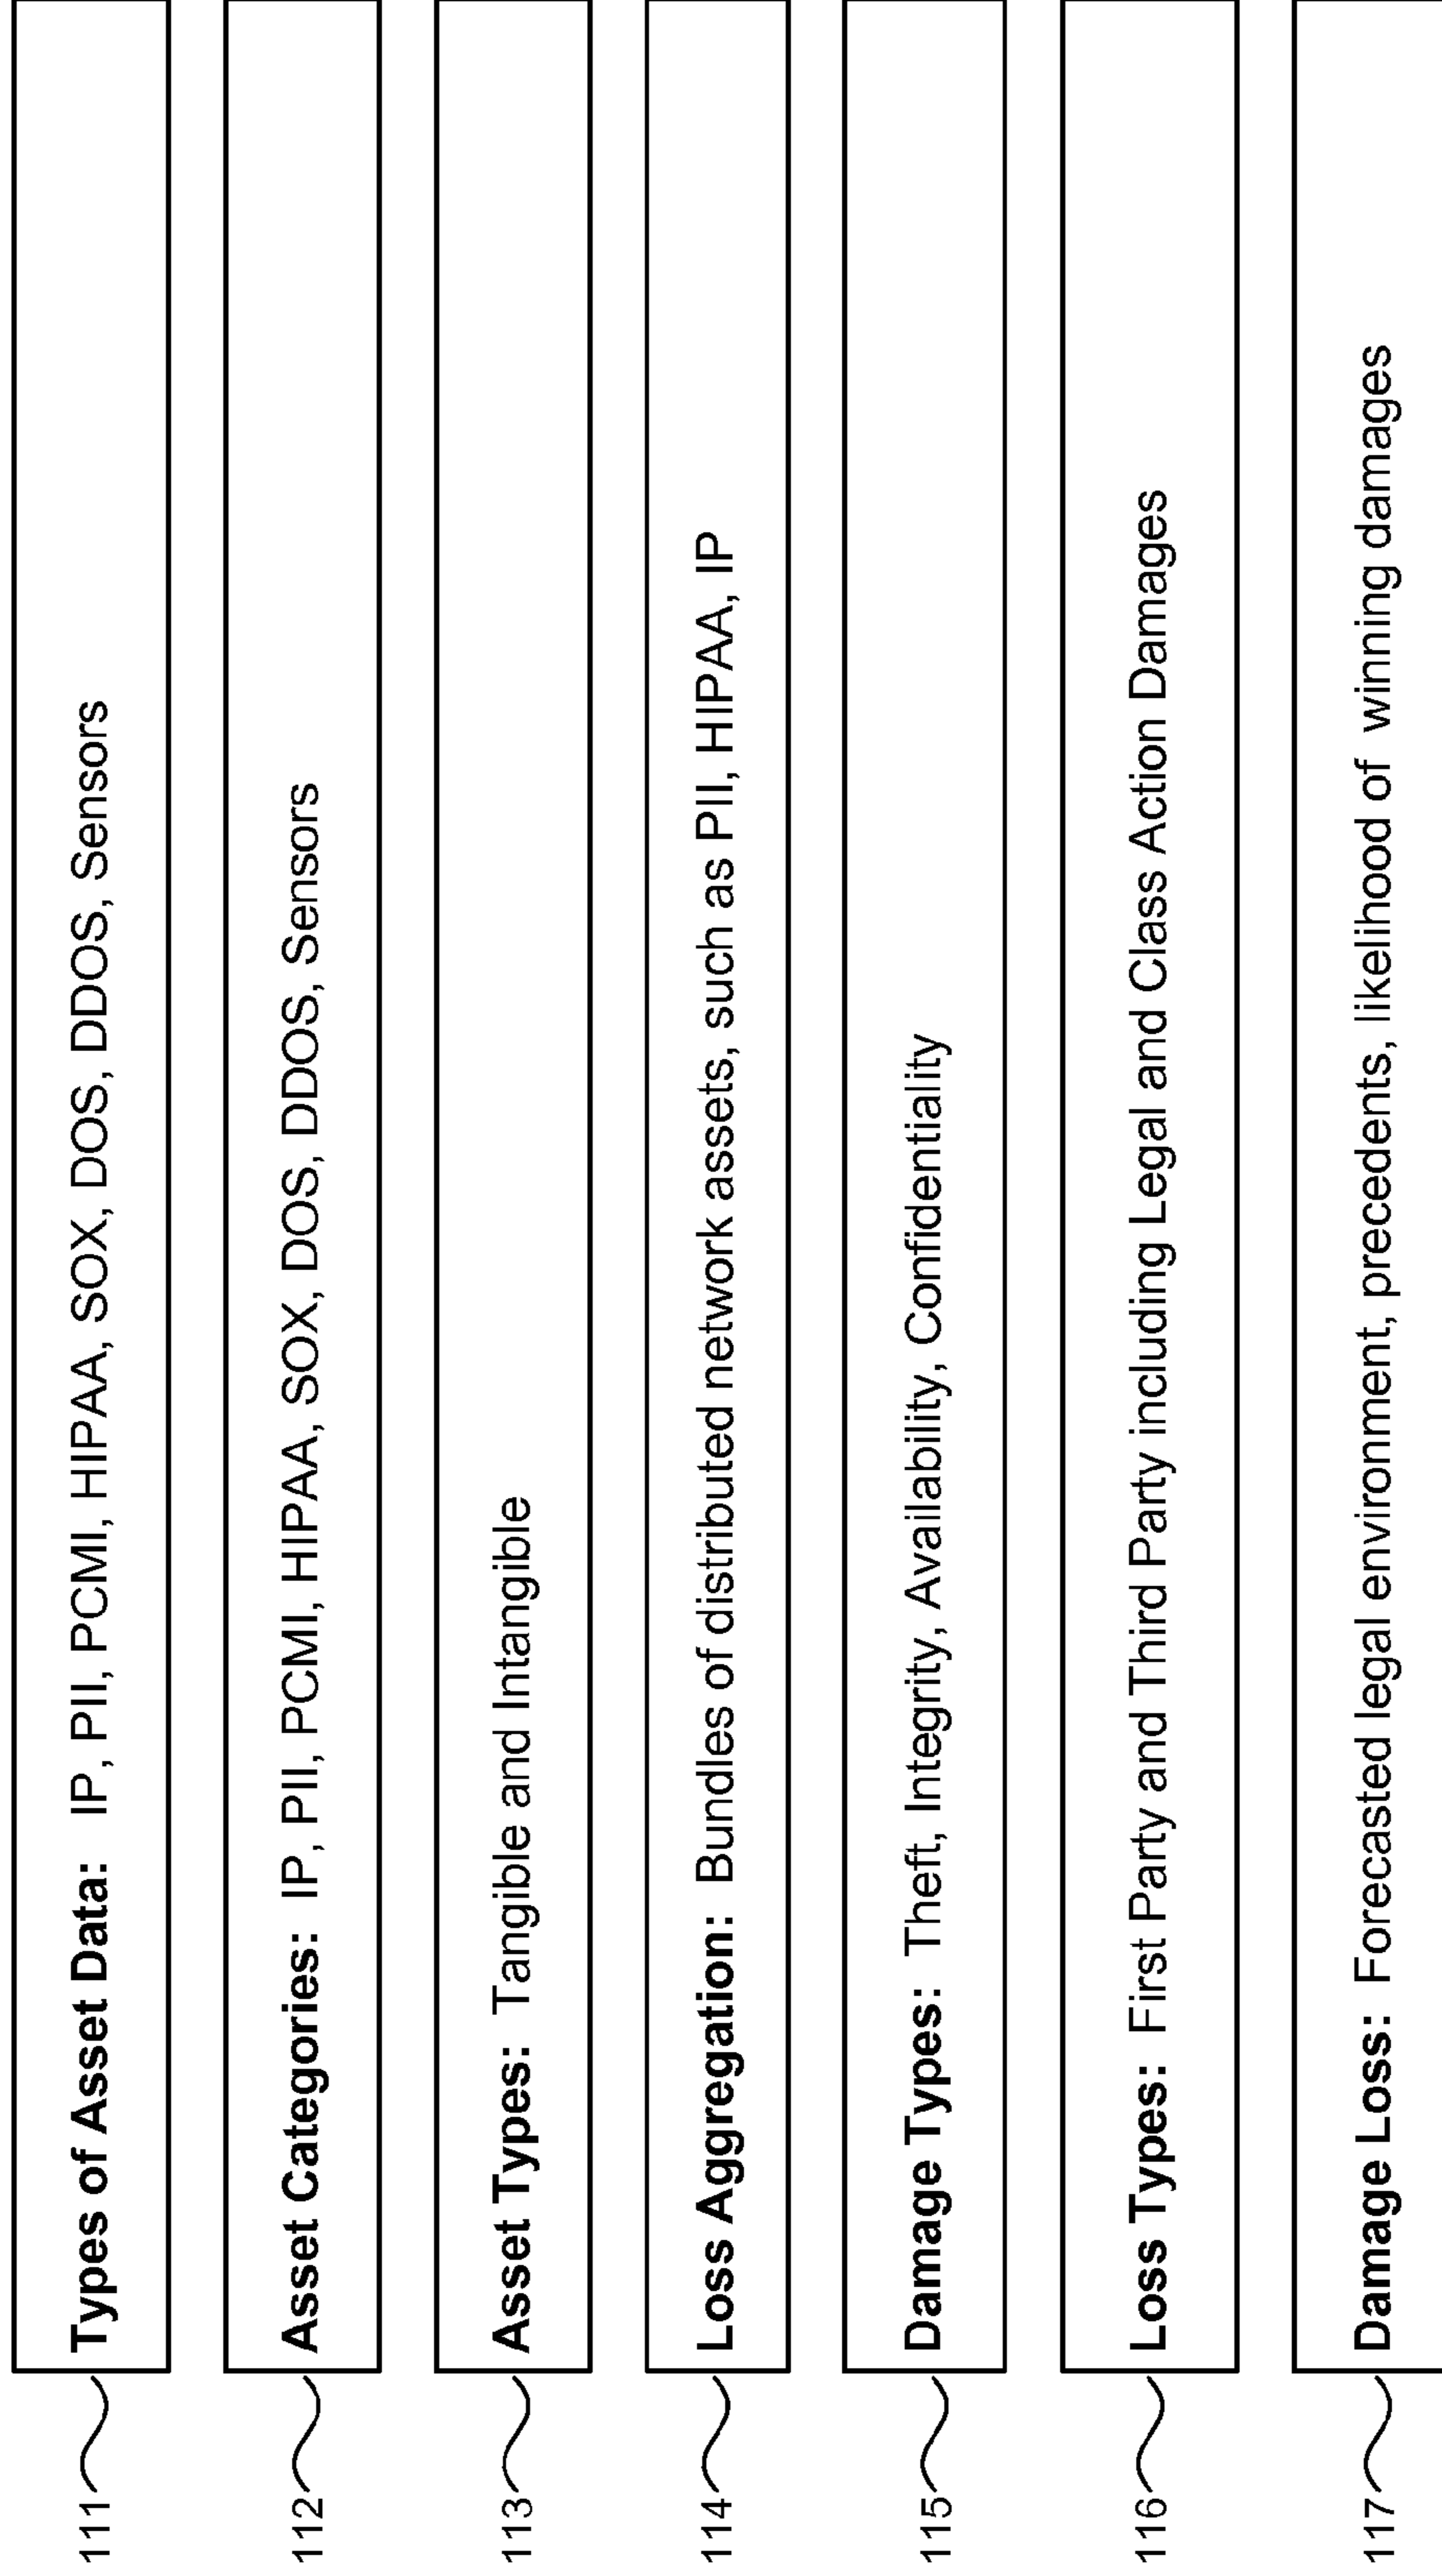 111 Types of Asset Data: IP, PII, PCMI, HIPAA, SOX, DOS, DDOS, Sensors
112 Asset Categories: IP, PII, PCMI, HIPAA, SOX, DOS, DDOS, Sensors
113 Asset Types: Tangible and Intangible
114 Loss Aggregation: Bundles of distributed network assets, such as PII, HIPAA, IP
115 Damage Types: Theft, Integrity, Availability, Confidentiality
116 Loss Types: First Party and Third Party including Legal and Class Action Damages
117 Damage Loss: Forecasted legal environment, precedents, likelihood of winning damages